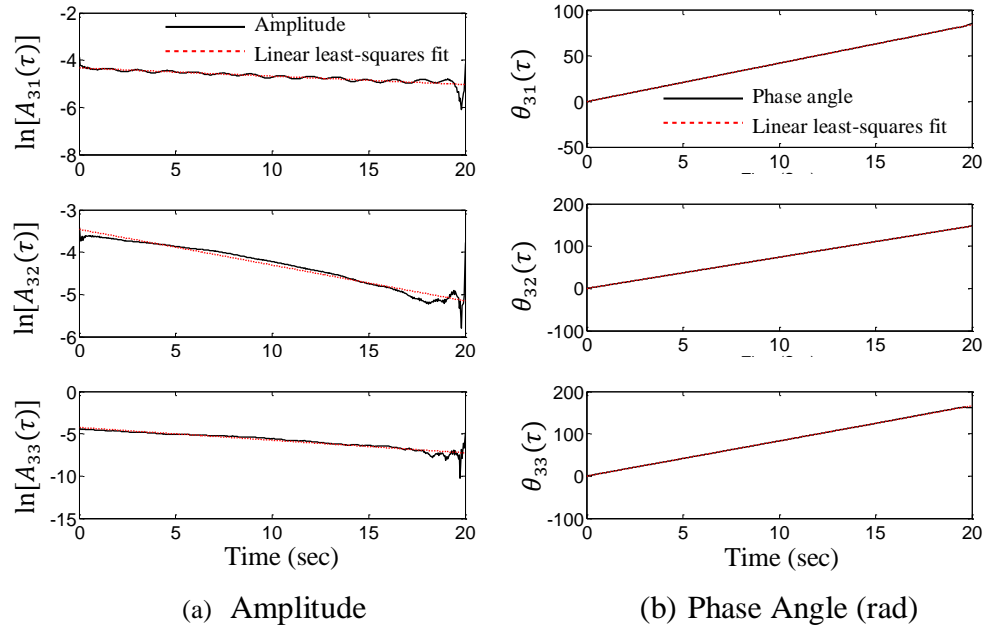 -2
Amplitude
Linear least-squares fit
-4
-6
-8
ln[A31(τ)]
0 5 10 15 20
100
50
0
-50
θ31(τ)
Phase angle
Linear least-squares fit
0 5 10 15 20
-3
-4
-5
-6
ln[A32(τ)]
0 5 10 15 20
200
100
0
-100
θ32(τ)
0 5 10 15 20
0
-5
-10
-15
ln[A33(τ)]
0 5 10 15 20
Time (sec)
200
100
0
-100
θ33(τ)
0 5 10 15 20
Time (sec)
(a) Amplitude
(b) Phase Angle (rad)